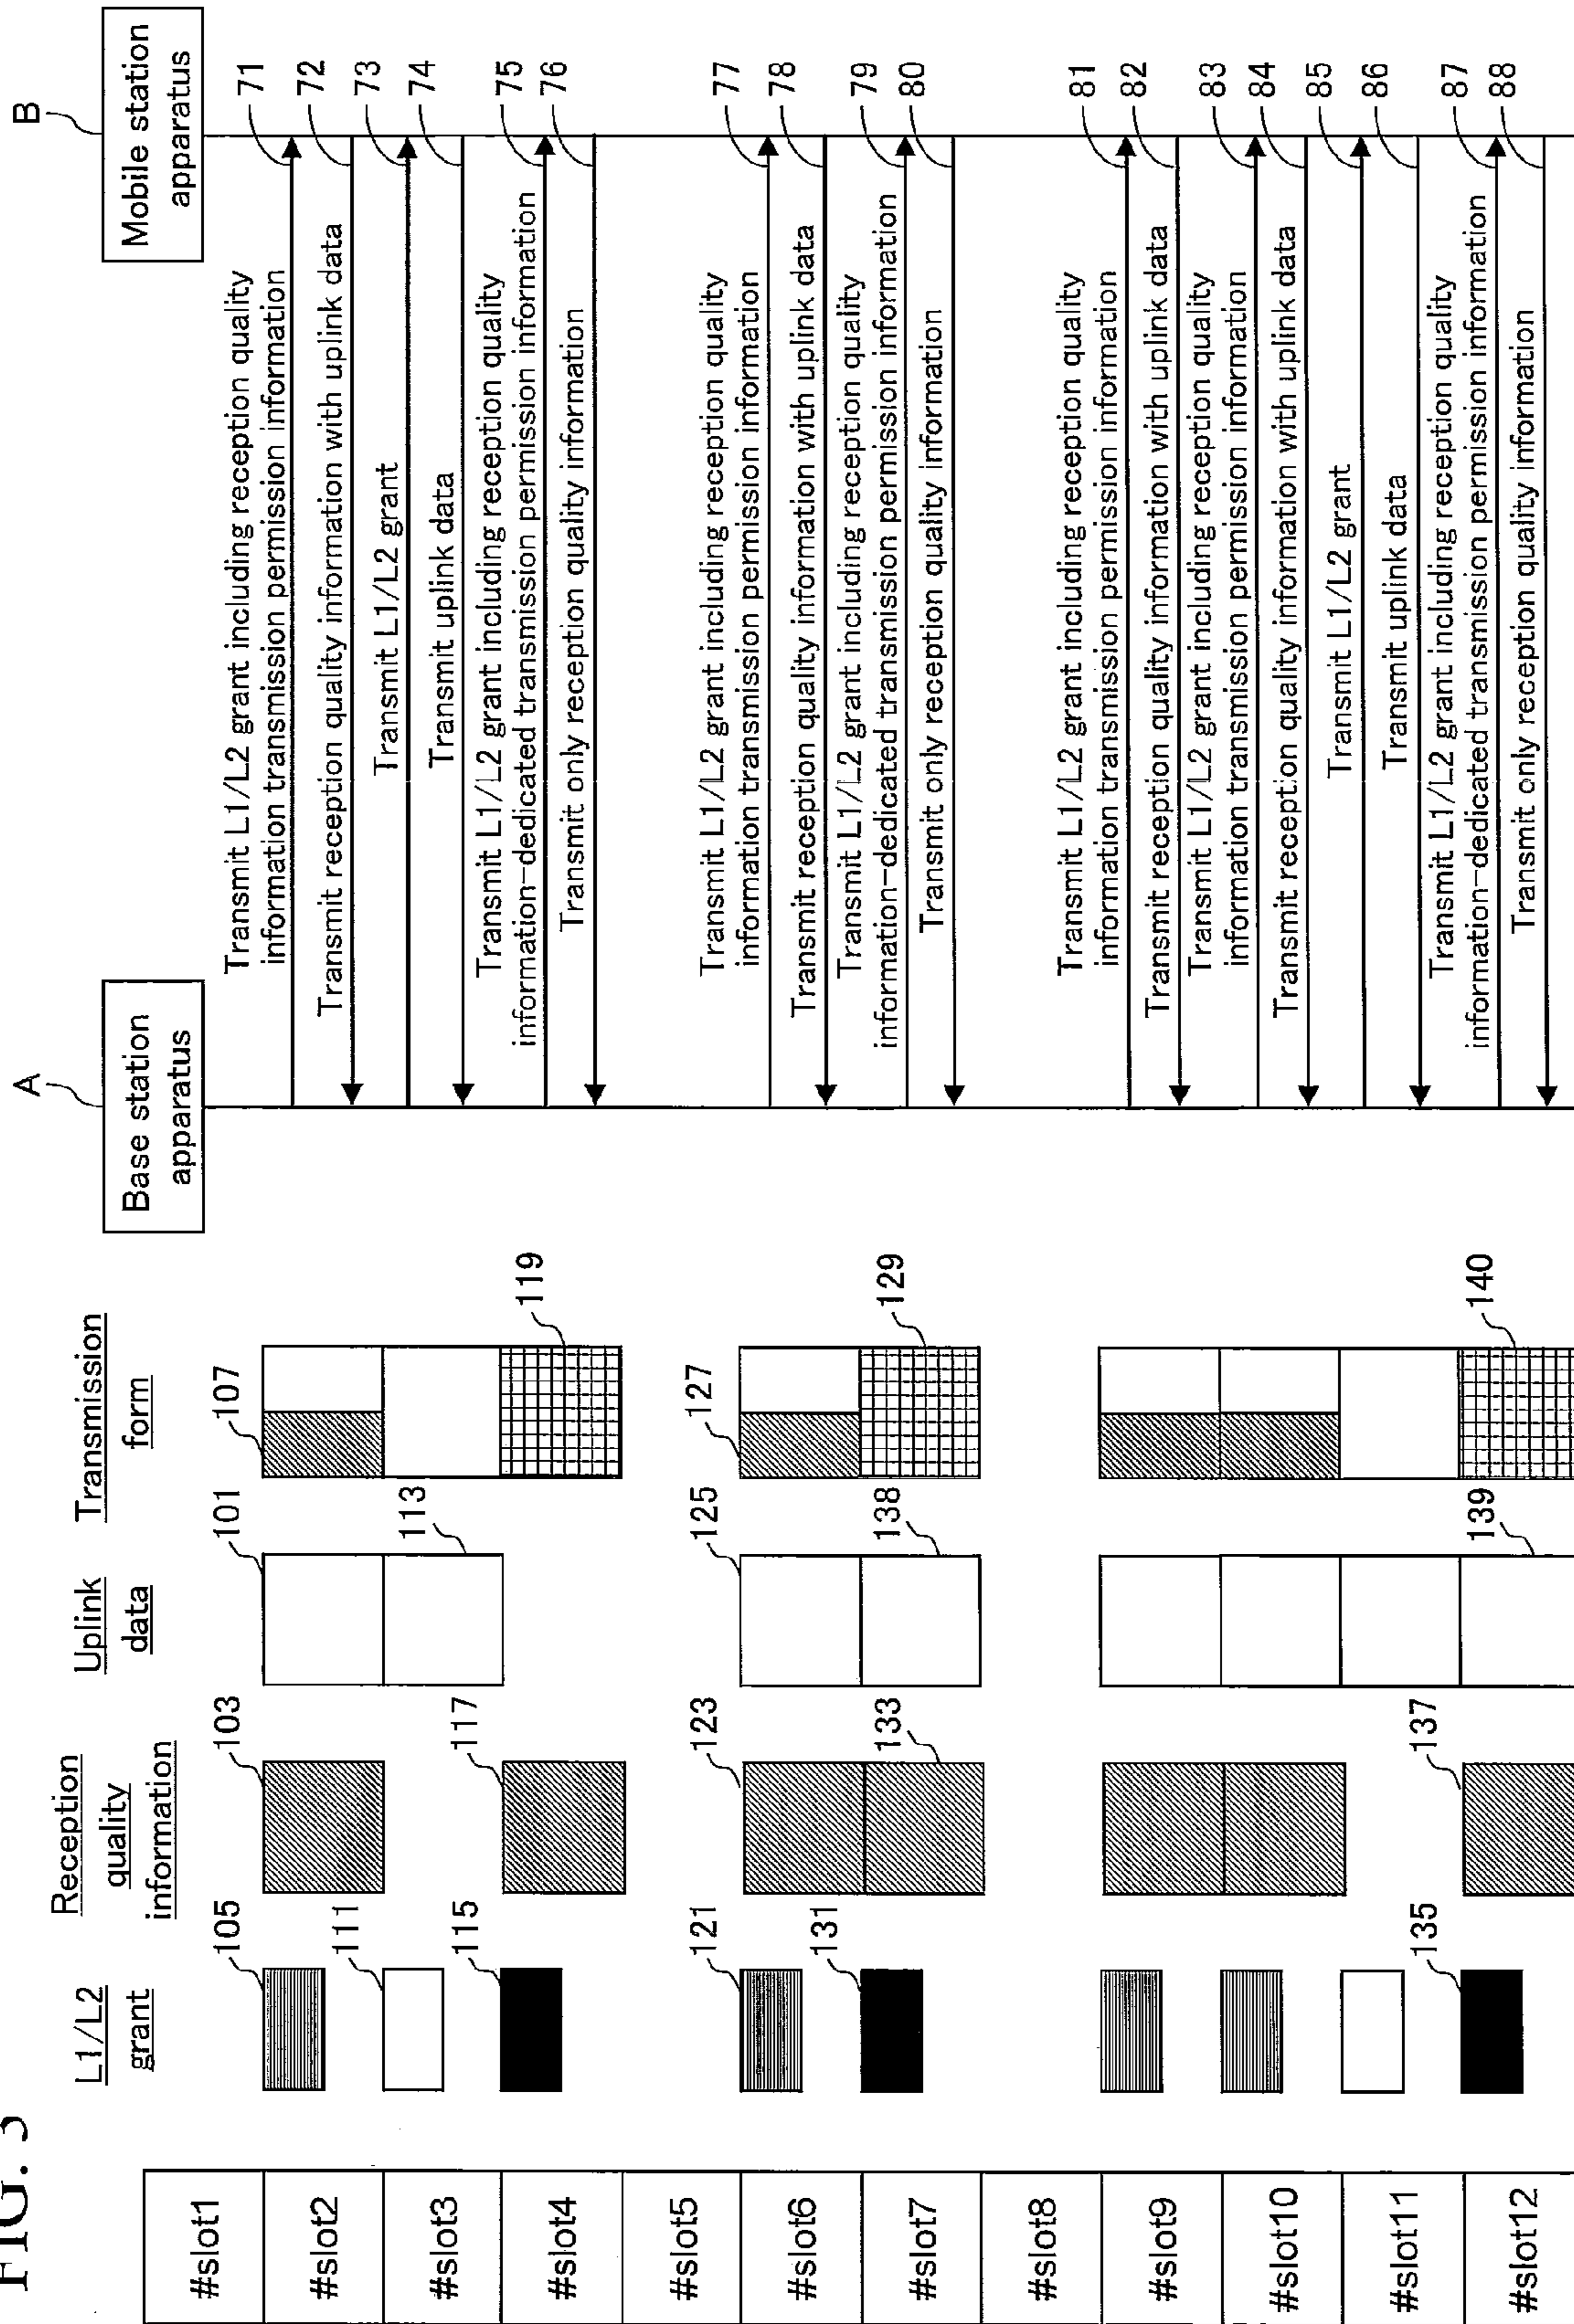 FIG. 3
#slot1
#slot2
#slot3
#slot4
#slot5
#slot6
#slot7
#slot8
#slot9
#slot10
#slot11
#slot12
L1/L2
grant
105
111
115
121
131
135
Reception
quality
information
103
117
123
133
137
Uplink
data
101
113
125
138
139
Transmission
form
107
119
127
129
140
A
Base station
apparatus
B
Mobile station
apparatus
Transmit L1/L2 grant including reception quality
information transmission permission information
71
Transmit reception quality information with uplink data
72
Transmit L1/L2 grant
73
Transmit uplink data
74
Transmit L1/L2 grant including reception quality
information-dedicated transmission permission information
75
Transmit only reception quality information
76
Transmit L1/L2 grant including reception quality
information transmission permission information
77
Transmit reception quality information with uplink data
78
Transmit L1/L2 grant including reception quality
information-dedicated transmission permission information
79
Transmit only reception quality information
80
Transmit L1/L2 grant including reception quality
information transmission permission information
81
Transmit reception quality information with uplink data
82
Transmit L1/L2 grant including reception quality
information transmission permission information
83
Transmit reception quality information with uplink data
84
Transmit L1/L2 grant
85
Transmit uplink data
86
Transmit L1/L2 grant including reception quality
information-dedicated transmission permission information
87
Transmit only reception quality information
88